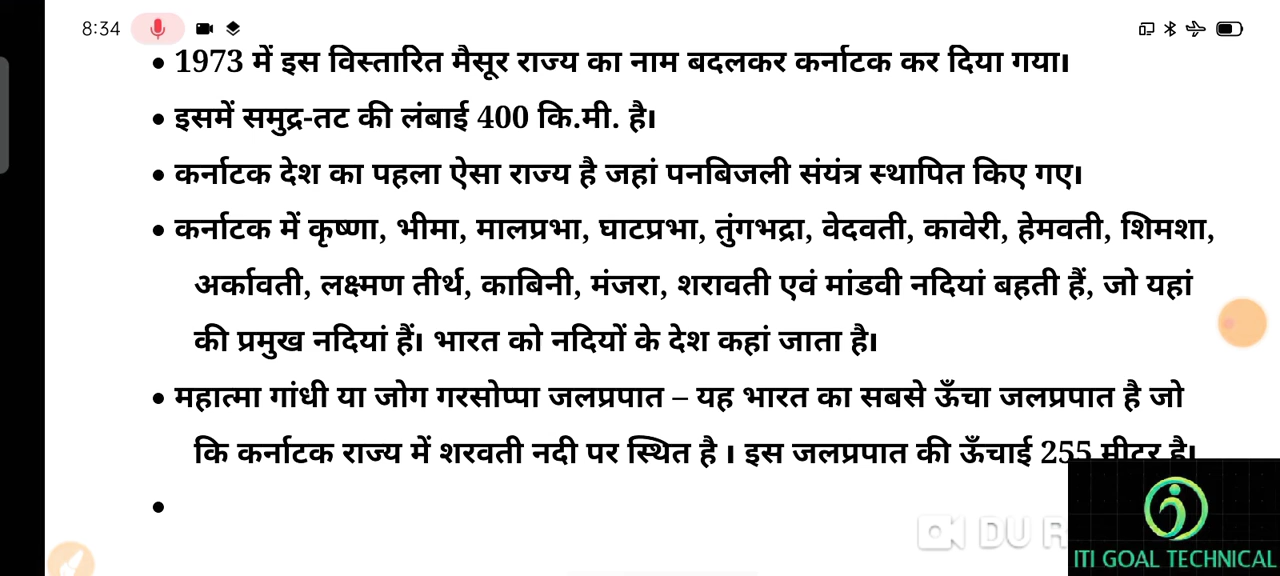 8:34
• 1973 में इस विस्तारित मैसूर राज्य का नाम बदलकर कर्नाटक कर दिया गया।
• इसमें समुद्र-तट की लंबाई 400 कि.मी. है।
• कर्नाटक देश का पहला ऐसा राज्य है जहां पनबिजली संयंत्र स्थापित किए गए।
• कर्नाटक में कृष्णा, भीमा, मालप्रभा, घाटप्रभा, तुंगभद्रा, वेदवती, कावेरी, हेमवती, शिमशा,
अर्कावती, लक्ष्मण तीर्थ, काबिनी, मंजरा, शरावती एवं मांडवी नदियां बहती हैं, जो यहां
की प्रमुख नदियां हैं। भारत को नदियों के देश कहां जाता है।
• महात्मा गांधी या जोग गरसोप्पा जलप्रपात – यह भारत का सबसे ऊँचा जलप्रपात है जो
कि कर्नाटक राज्य में शरवती नदी पर स्थित है । इस जलप्रपात की ऊँचाई 255 मीटर है।
•
DU R
ITI GOAL TECHNICAL